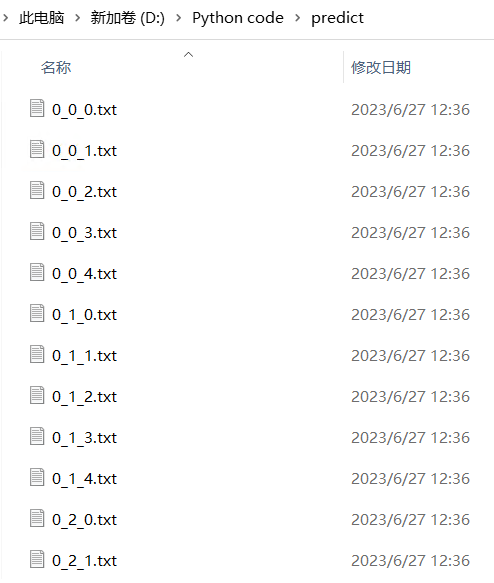 此电脑 > 新加卷 (D:) > Python code > predict
名称 修改日期
0_0_0.txt 2023/6/27 12:36
0_0_1.txt 2023/6/27 12:36
0_0_2.txt 2023/6/27 12:36
0_0_3.txt 2023/6/27 12:36
0_0_4.txt 2023/6/27 12:36
0_1_0.txt 2023/6/27 12:36
0_1_1.txt 2023/6/27 12:36
0_1_2.txt 2023/6/27 12:36
0_1_3.txt 2023/6/27 12:36
0_1_4.txt 2023/6/27 12:36
0_2_0.txt 2023/6/27 12:36
0_2_1.txt 2023/6/27 12:36